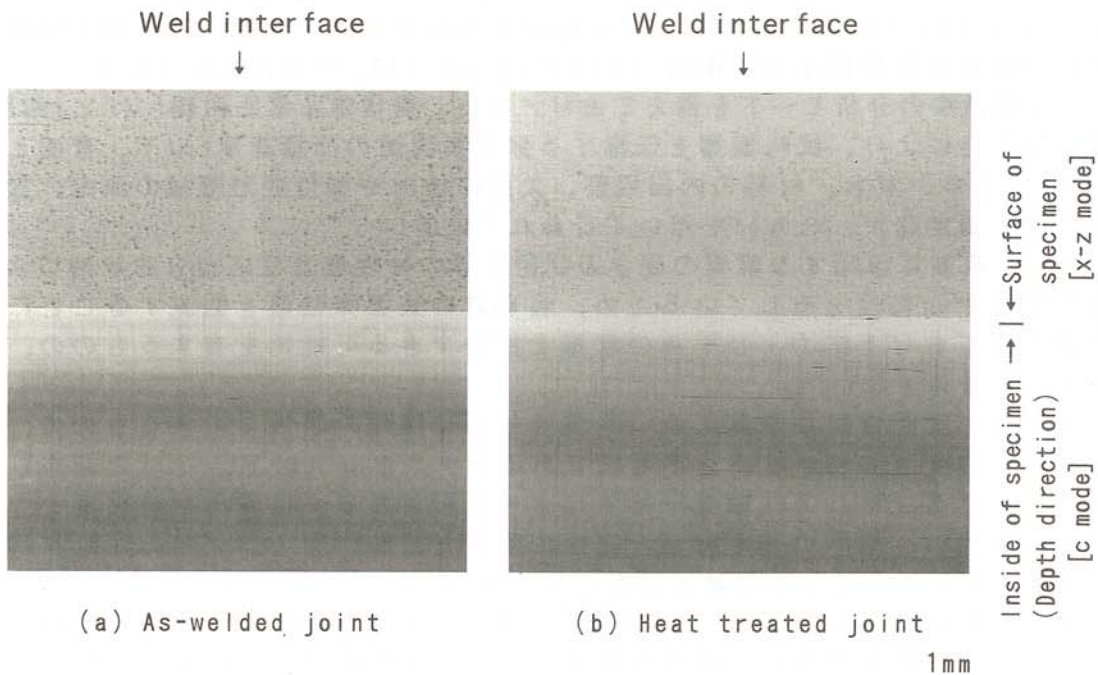 Weld interface
↓
Weld interface
↓
←Surface of
specimen
[x-z mode]
Inside of specimen →
(Depth direction)
[c mode]
(a) As-welded joint
(b) Heat treated joint
1mm